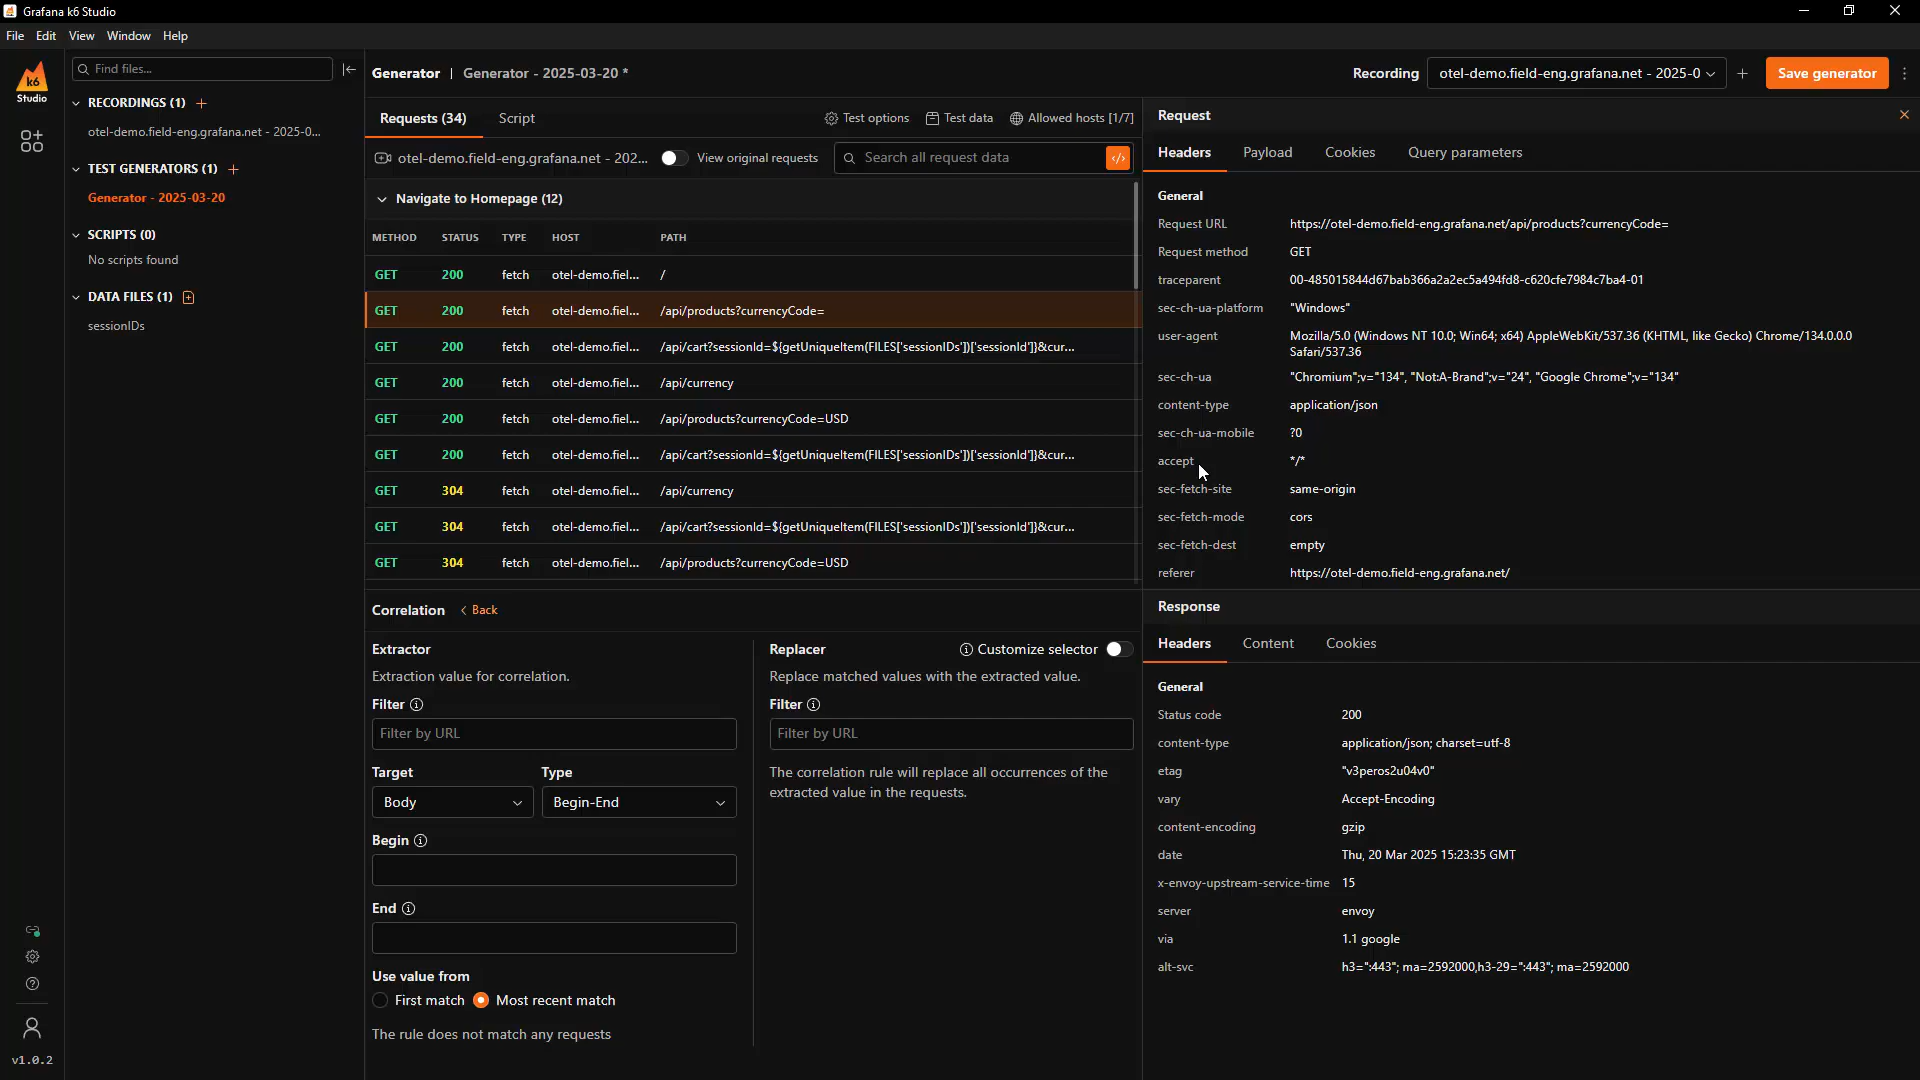 Grafana k6 Studio
File Edit View Window Help
k6
Studio
Find files...
RECORDINGS (1)
otel-demo.field-eng.grafana.net - 2025-0...
TEST GENERATORS (1)
Generator - 2025-03-20
SCRIPTS (0)
No scripts found
DATA FILES (1)
sessionIDs
v1.0.2
Generator | Generator - 2025-03-20 *
Recording otel-demo.field-eng.grafana.net - 2025-0
Save generator
Requests (34) Script
Test options Test data Allowed hosts [1/7]
otel-demo.field-eng.grafana.net - 202... View original requests Search all request data
Navigate to Homepage (12)
METHOD STATUS TYPE HOST PATH
GET 200 fetch otel-demo.fiel... /
GET 200 fetch otel-demo.fiel... /api/products?currencyCode=
GET 200 fetch otel-demo.fiel... /api/cart?sessionId=${getUniqueItem(FILES['sessionIDs'])['sessionId']}&cur...
GET 200 fetch otel-demo.fiel... /api/currency
GET 200 fetch otel-demo.fiel... /api/products?currencyCode=USD
GET 200 fetch otel-demo.fiel... /api/cart?sessionId=${getUniqueItem(FILES['sessionIDs'])['sessionId']}&cur...
GET 304 fetch otel-demo.fiel... /api/currency
GET 304 fetch otel-demo.fiel... /api/cart?sessionId=${getUniqueItem(FILES['sessionIDs'])['sessionId']}&cur...
GET 304 fetch otel-demo.fiel... /api/products?currencyCode=USD
Correlation Back
Extractor
Extraction value for correlation.
Filter
Filter by URL
Target Type
Body Begin-End
Begin
End
Use value from
First match Most recent match
The rule does not match any requests
Replacer Customize selector
Replace matched values with the extracted value.
Filter
Filter by URL
The correlation rule will replace all occurrences of the
extracted value in the requests.
Request
Headers Payload Cookies Query parameters
General
Request URL https://otel-demo.field-eng.grafana.net/api/products?currencyCode=
Request method GET
traceparent 00-485015844d67bab366a2a2ec5a494fd8-c620cfe7984c7ba4-01
sec-ch-ua-platform "Windows"
user-agent Mozilla/5.0 (Windows NT 10.0; Win64; x64) AppleWebKit/537.36 (KHTML, like Gecko) Chrome/134.0.0.0
Safari/537.36
sec-ch-ua "Chromium";v="134", "Not:A-Brand";v="24", "Google Chrome";v="134"
content-type application/json
sec-ch-ua-mobile ?0
accept */*
sec-fetch-site same-origin
sec-fetch-mode cors
sec-fetch-dest empty
referer https://otel-demo.field-eng.grafana.net/
Response
Headers Content Cookies
General
Status code 200
content-type application/json; charset=utf-8
etag "v3peros2u04v0"
vary Accept-Encoding
content-encoding gzip
date Thu, 20 Mar 2025 15:23:35 GMT
x-envoy-upstream-service-time 15
server envoy
via 1.1 google
alt-svc h3=":443"; ma=2592000,h3-29=":443"; ma=2592000